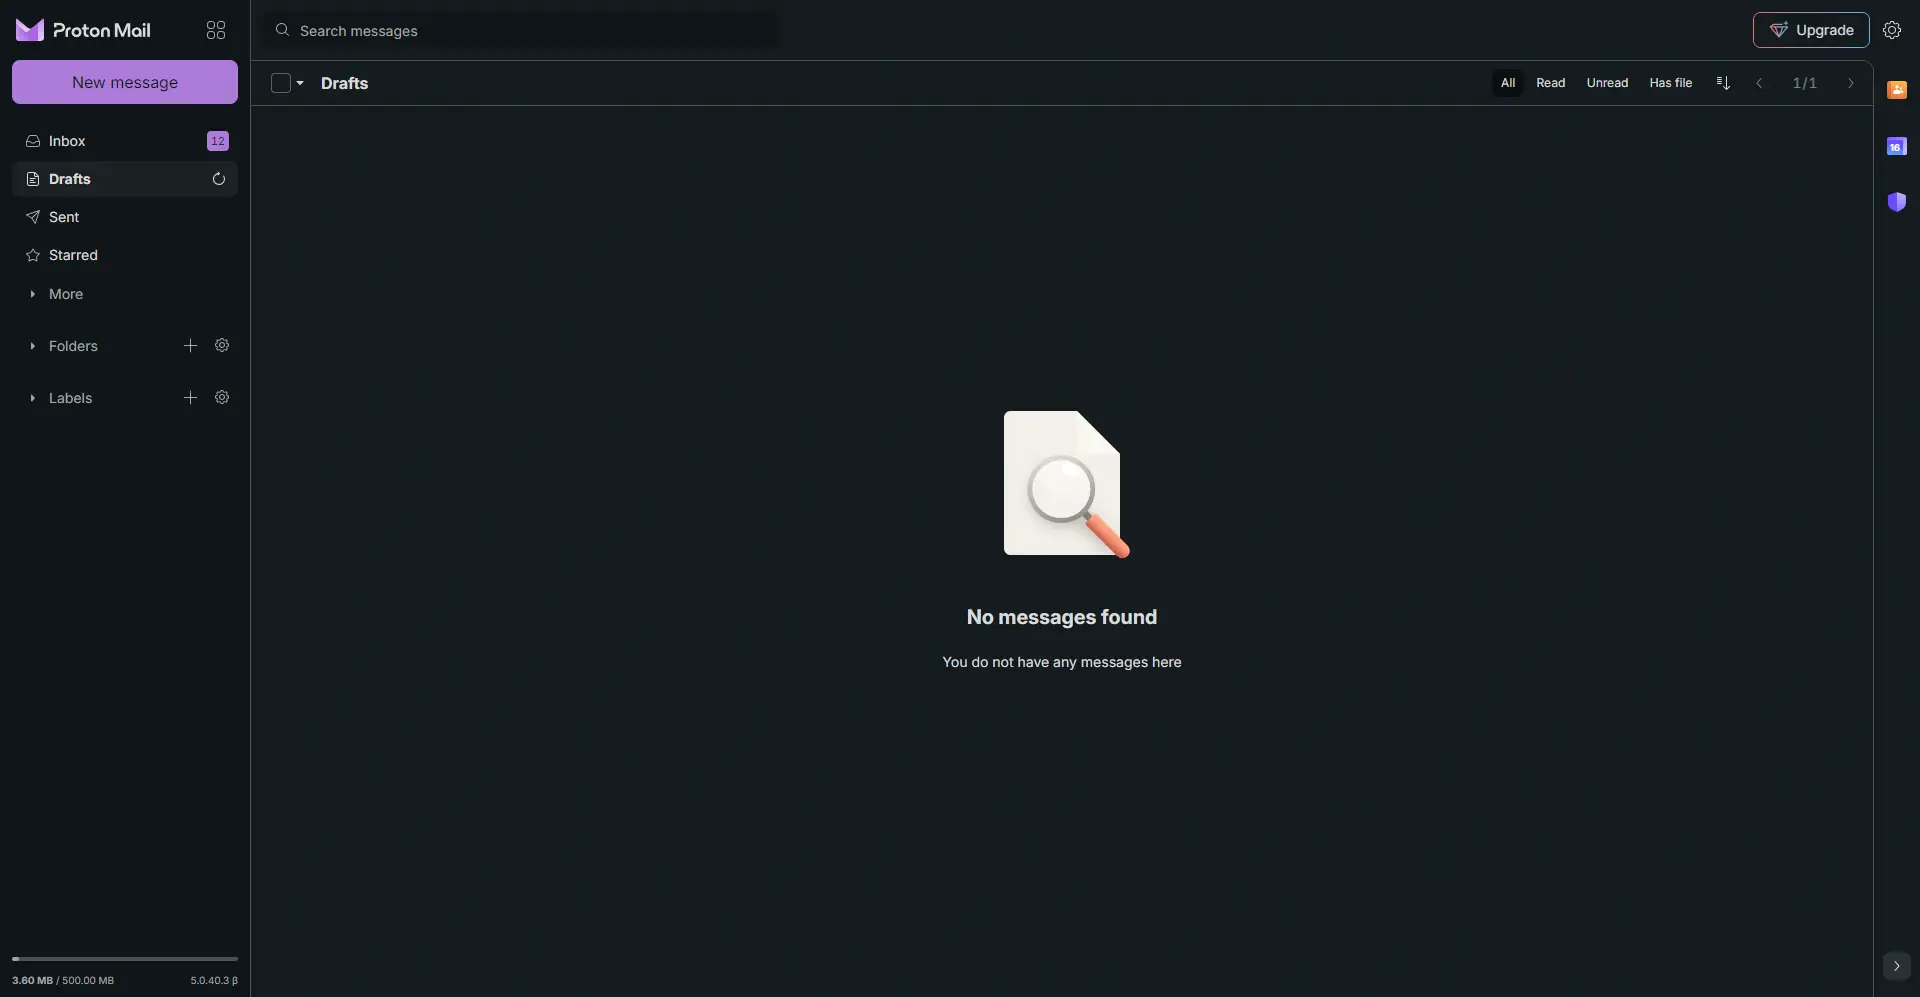 Proton Mail
Search messages
Upgrade
New message
Drafts
All
Read
Unread
Has file
1/1
Inbox
12
Drafts
Sent
Starred
More
Folders
Labels
16
No messages found
You do not have any messages here
3.60 MB / 500.00 MB
5.0.40.3 β